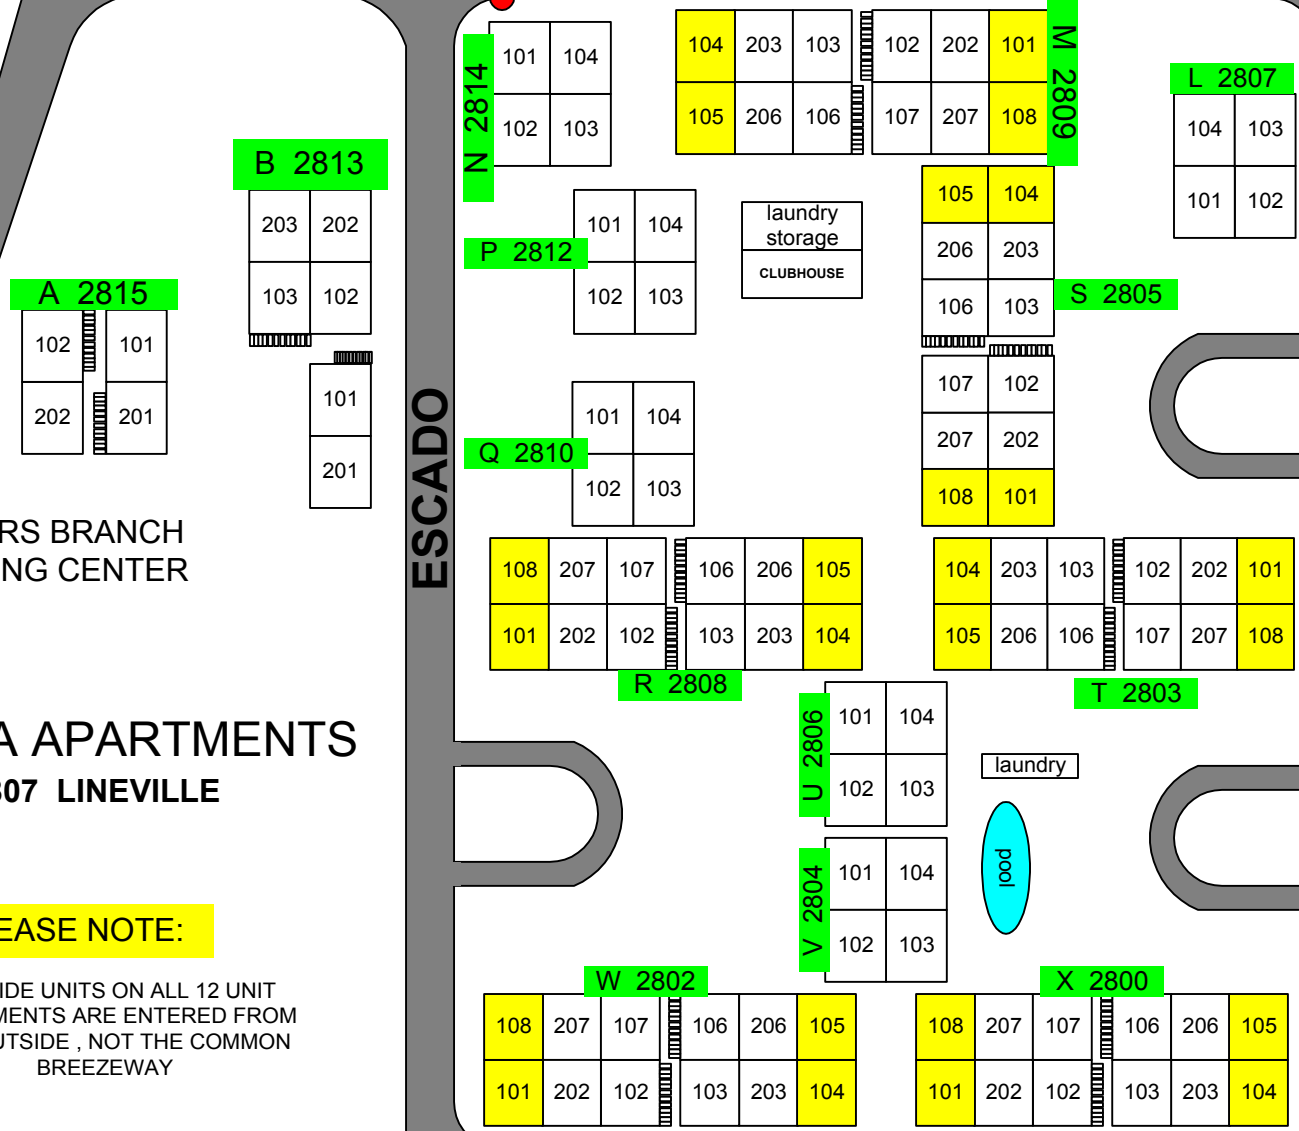 N 2814
101 104
102 103
104 203 103 102 202 101
105 206 106 107 207 108
M 2809
L 2807
104 103
101 102
B 2813
203 202
103 102
101
201
A 2815
102 101
202 201
P 2812
101 104
102 103
laundry
storage
CLUBHOUSE
105 104
206 203
106 103
S 2805
107 102
207 202
108 101
ESCADO
Q 2810
101 104
102 103
RS BRANCH
NG CENTER
108 207 107 106 206 105
101 202 102 103 203 104
R 2808
104 203 103 102 202 101
105 206 106 107 207 108
T 2803
A APARTMENTS
307 LINEVILLE
U 2806
101 104
102 103
laundry
pool
V 2804
101 104
102 103
EASE NOTE:
IDE UNITS ON ALL 12 UNIT
MENTS ARE ENTERED FROM
UTSIDE , NOT THE COMMON
BREEZEWAY
W 2802
108 207 107 106 206 105
101 202 102 103 203 104
X 2800
108 207 107 106 206 105
101 202 102 103 203 104